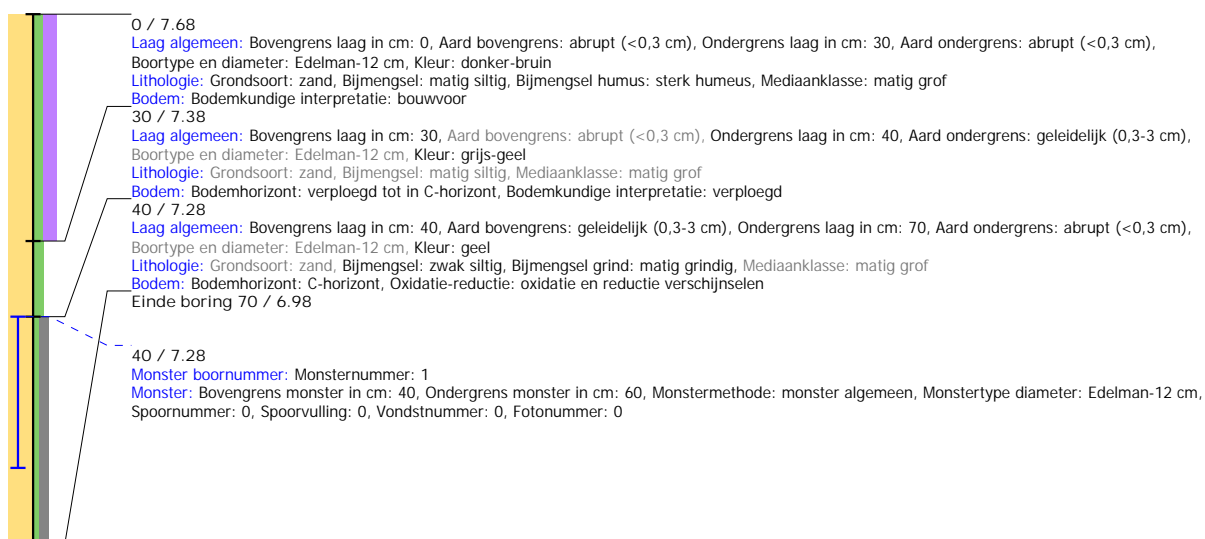 0 / 7.68
Laag algemeen: Bovengrens laag in cm: 0, Aard bovengrens: abrupt (<0,3 cm), Ondergrens laag in cm: 30, Aard ondergrens: abrupt (<0,3 cm),
Boortype en diameter: Edelman-12 cm, Kleur: donker-bruin
Lithologie: Grondsoort: zand, Bijmengsel: matig siltig, Bijmengsel humus: sterk humeus, Mediaanklasse: matig grof
Bodem: Bodemkundige interpretatie: bouwvoor
30 / 7.38
Laag algemeen: Bovengrens laag in cm: 30, Aard bovengrens: abrupt (<0,3 cm), Ondergrens laag in cm: 40, Aard ondergrens: geleidelijk (0,3-3 cm),
Boortype en diameter: Edelman-12 cm, Kleur: grijs-geel
Lithologie: Grondsoort: zand, Bijmengsel: matig siltig, Mediaanklasse: matig grof
Bodem: Bodemhorizont: verploegd tot in C-horizont, Bodemkundige interpretatie: verploegd
40 / 7.28
Laag algemeen: Bovengrens laag in cm: 40, Aard bovengrens: geleidelijk (0,3-3 cm), Ondergrens laag in cm: 70, Aard ondergrens: abrupt (<0,3 cm),
Boortype en diameter: Edelman-12 cm, Kleur: geel
Lithologie: Grondsoort: zand, Bijmengsel: zwak siltig, Bijmengsel grind: matig grindig, Mediaanklasse: matig grof
Bodem: Bodemhorizont: C-horizont, Oxidatie-reductie: oxidatie en reductie verschijnselen
Einde boring 70 / 6.98
40 / 7.28
Monster boornummer: Monsternummer: 1
Monster: Bovengrens monster in cm: 40, Ondergrens monster in cm: 60, Monstermethode: monster algemeen, Monstertype diameter: Edelman-12 cm,
Spoornummer: 0, Spoorvulling: 0, Vondstnummer: 0, Fotonummer: 0